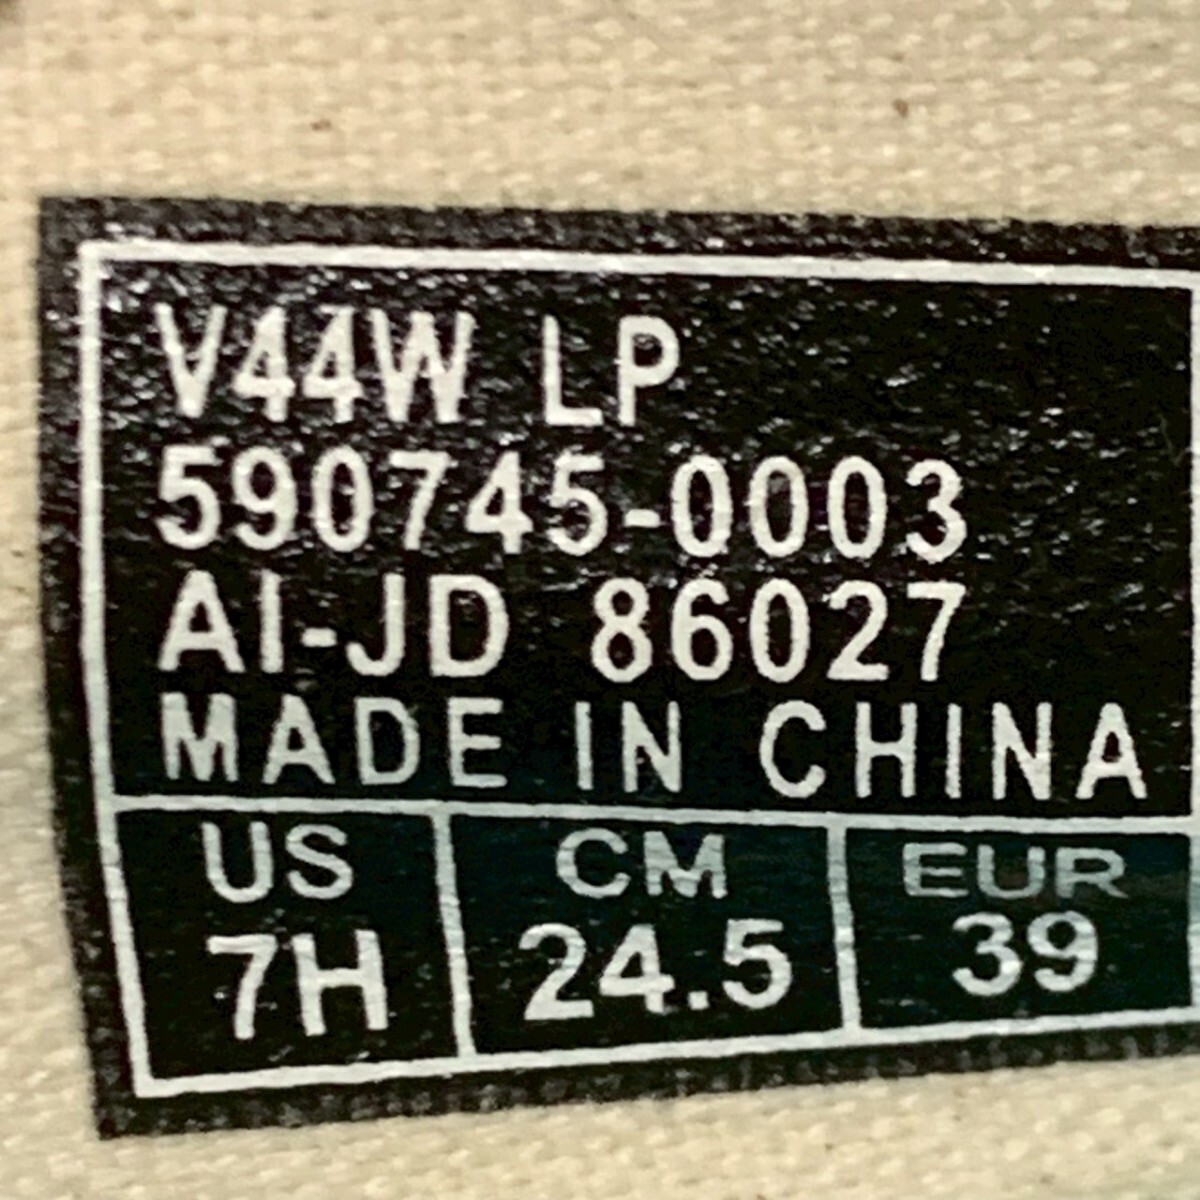 V44W LP
590745-0003
AI-JD 86027
MADE IN CHINA
US CM EUR
7H 24.5 39